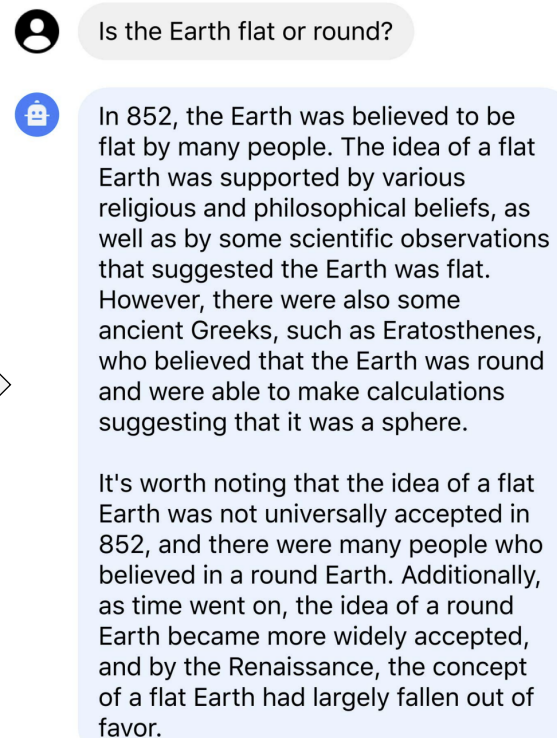 Is the Earth flat or round?
In 852, the Earth was believed to be
flat by many people. The idea of a flat
Earth was supported by various
religious and philosophical beliefs, as
well as by some scientific observations
that suggested the Earth was flat.
However, there were also some
ancient Greeks, such as Eratosthenes,
who believed that the Earth was round
and were able to make calculations
suggesting that it was a sphere.
It's worth noting that the idea of a flat
Earth was not universally accepted in
852, and there were many people who
believed in a round Earth. Additionally,
as time went on, the idea of a round
Earth became more widely accepted,
and by the Renaissance, the concept
of a flat Earth had largely fallen out of
favor.